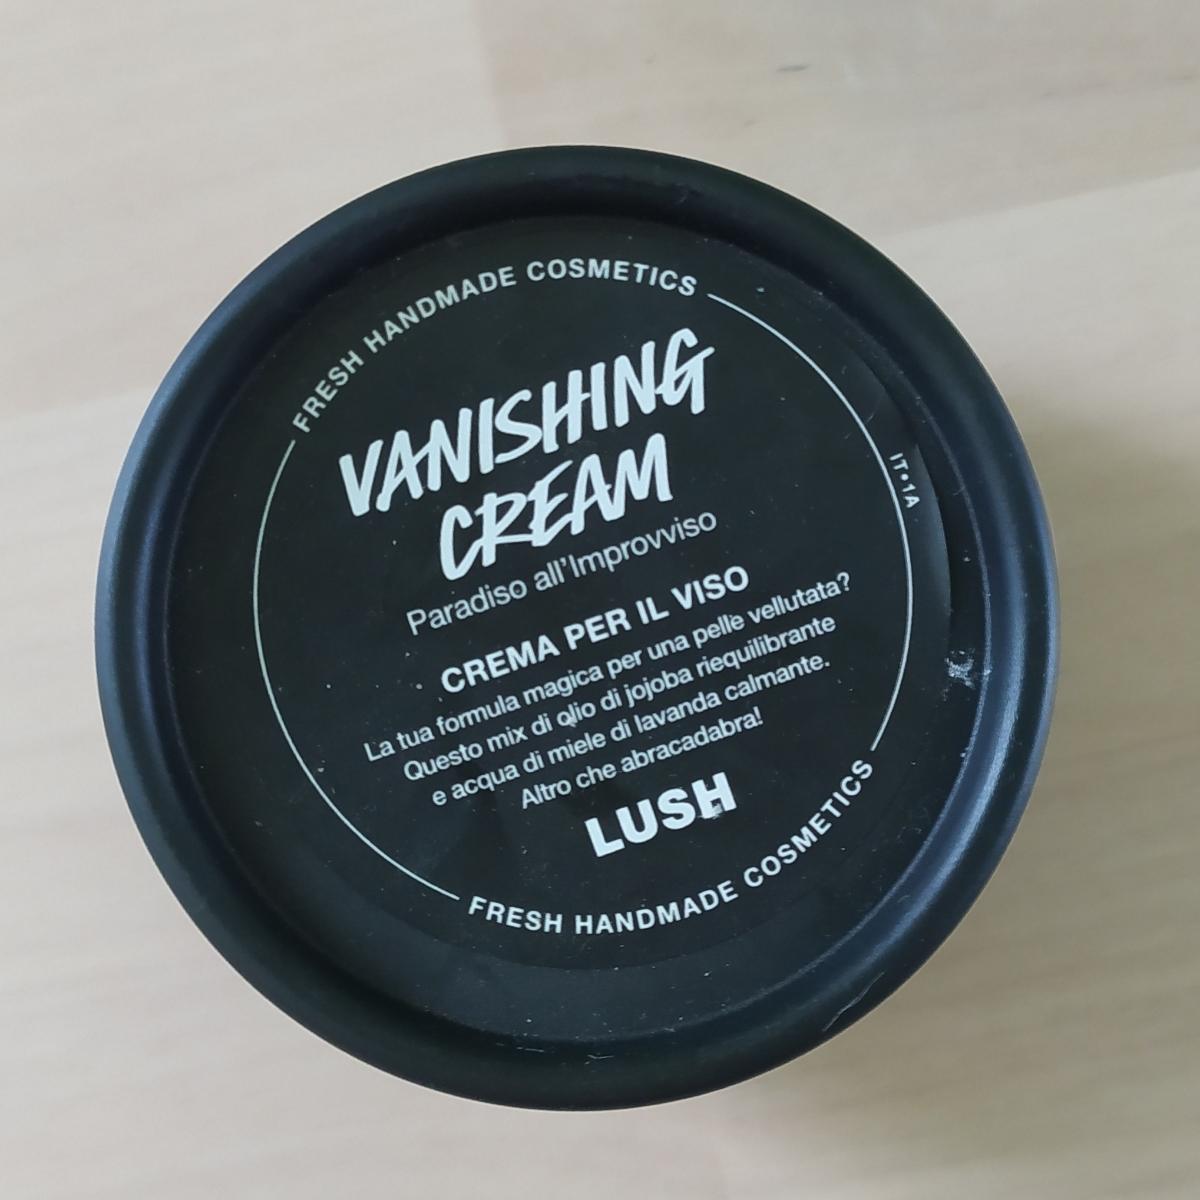 FRESH HANDMADE COSMETICS
VANISHING
CREAM
Paradiso all'Improvviso
CREMA PER IL VISO
La tua formula magica per una pelle vellutata?
Questo mix di olio di jojoba riequilibrante
e acqua di miele di lavanda calmante.
Altro che abracadabra!
LUSH
FRESH HANDMADE COSMETICS
IT•1A